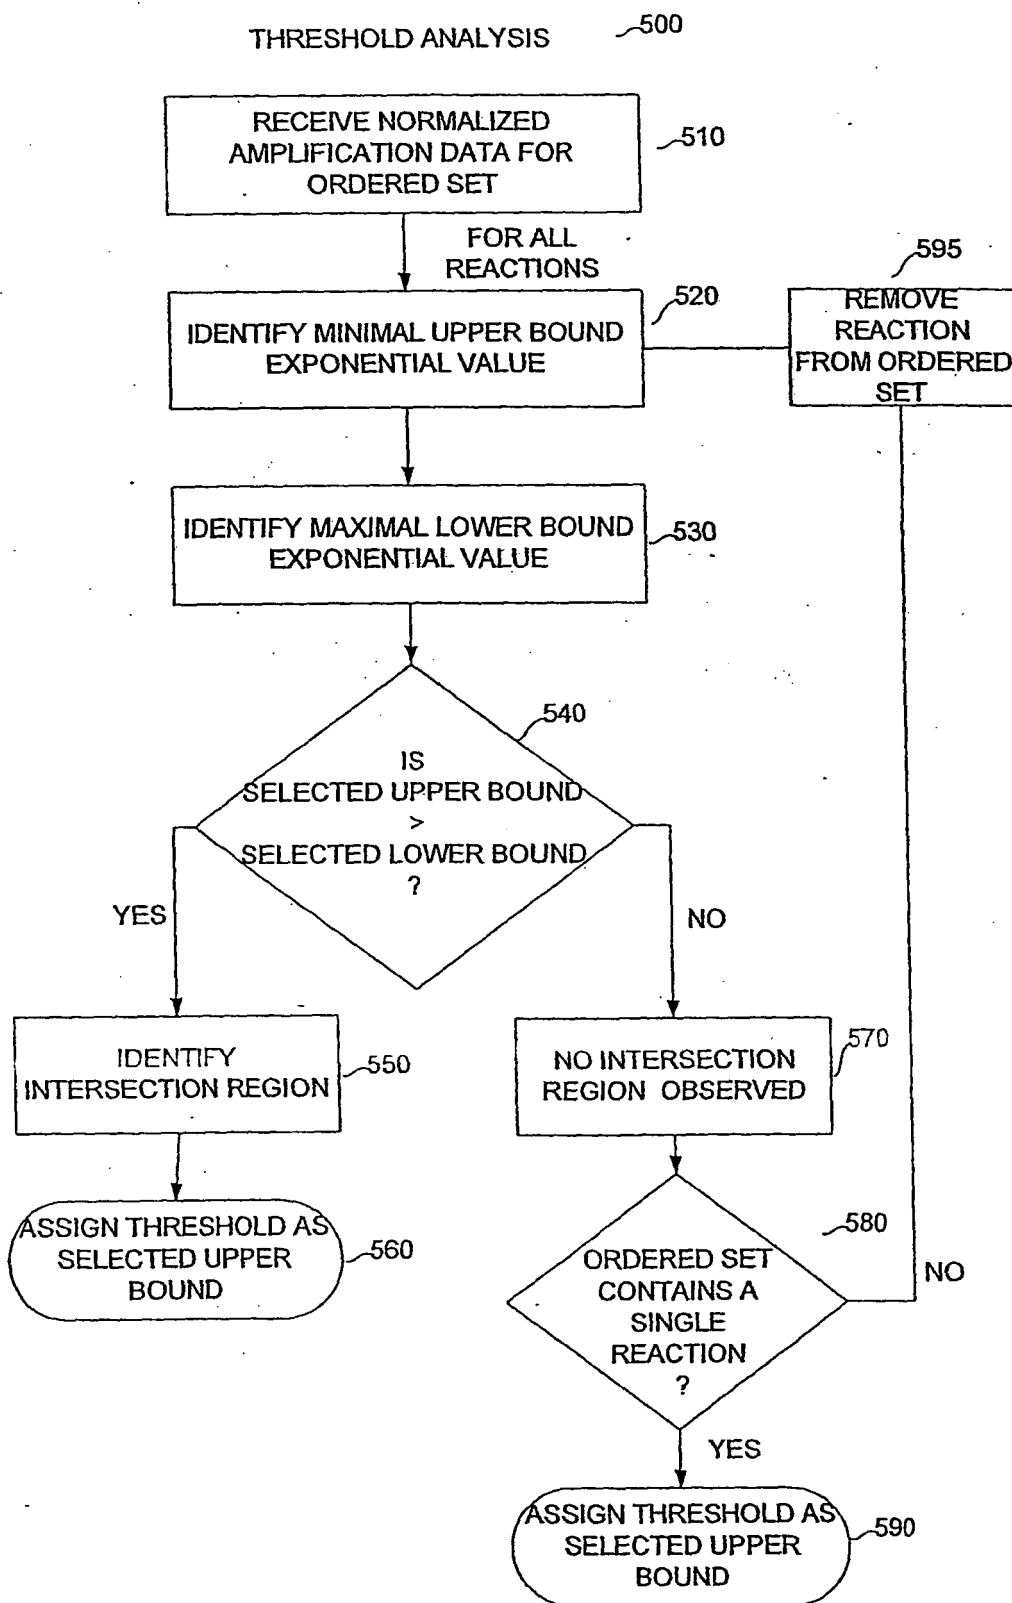 THRESHOLD ANALYSIS
500
RECEIVE NORMALIZED
AMPLIFICATION DATA FOR
ORDERED SET
510
FOR ALL
REACTIONS
595
REMOVE
REACTION
FROM ORDERED
SET
520
IDENTIFY MINIMAL UPPER BOUND
EXPONENTIAL VALUE
IDENTIFY MAXIMAL LOWER BOUND
EXPONENTIAL VALUE
530
540
IS
SELECTED UPPER BOUND
>
SELECTED LOWER BOUND
?
YES
NO
IDENTIFY
INTERSECTION REGION
550
570
NO INTERSECTION
REGION OBSERVED
ASSIGN THRESHOLD AS
SELECTED UPPER
BOUND
560
580
ORDERED SET
CONTAINS A
SINGLE
REACTION
?
NO
YES
ASSIGN THRESHOLD AS
SELECTED UPPER
BOUND
590